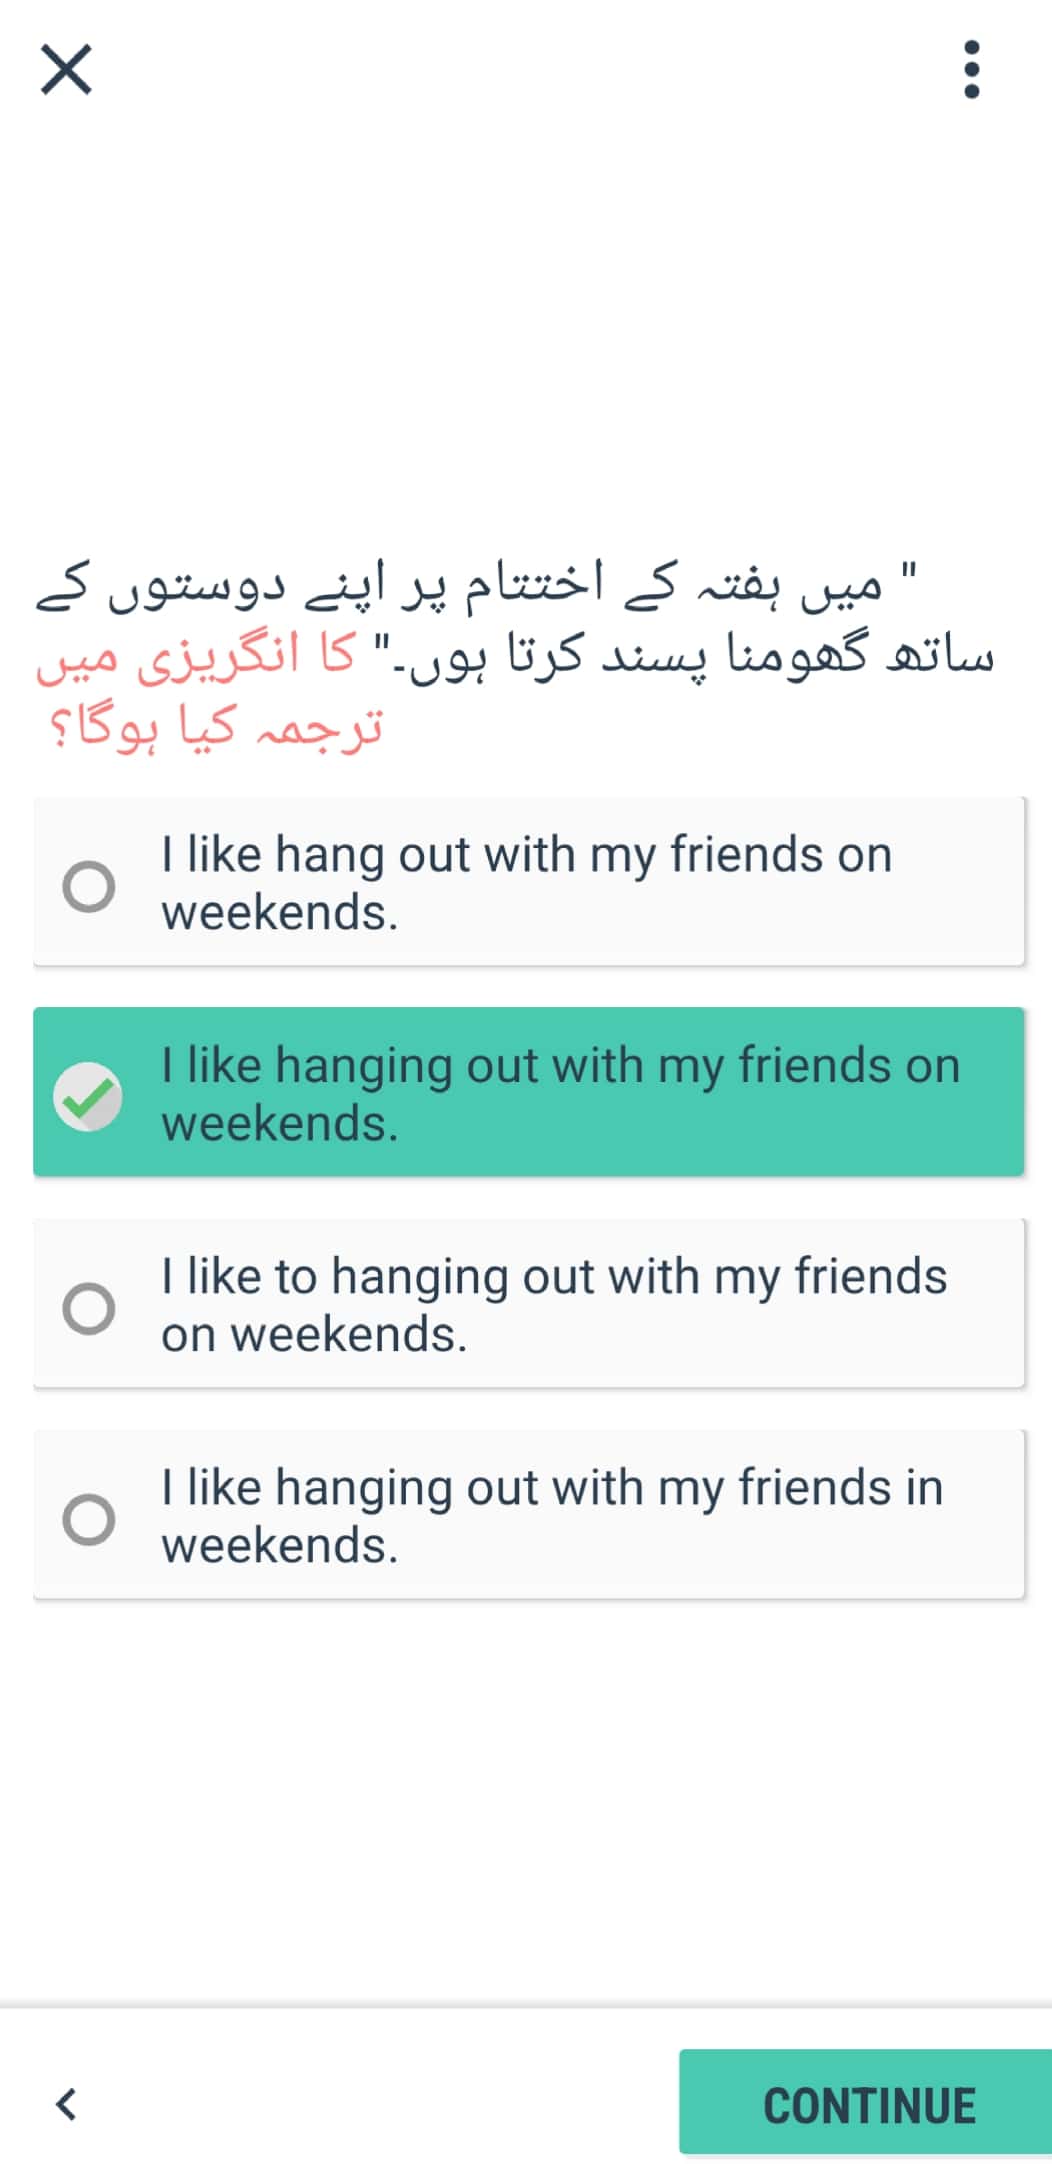 " میں ہفتہ کے اختتام پر اپنے دوستوں کے
ساتھ گھومنا پسند کرتا ہوں۔" کا انگریزی میں
ترجمہ کیا ہوگا؟
I like hang out with my friends on
weekends.
I like hanging out with my friends on
weekends.
I like to hanging out with my friends
on weekends.
I like hanging out with my friends in
weekends.
CONTINUE